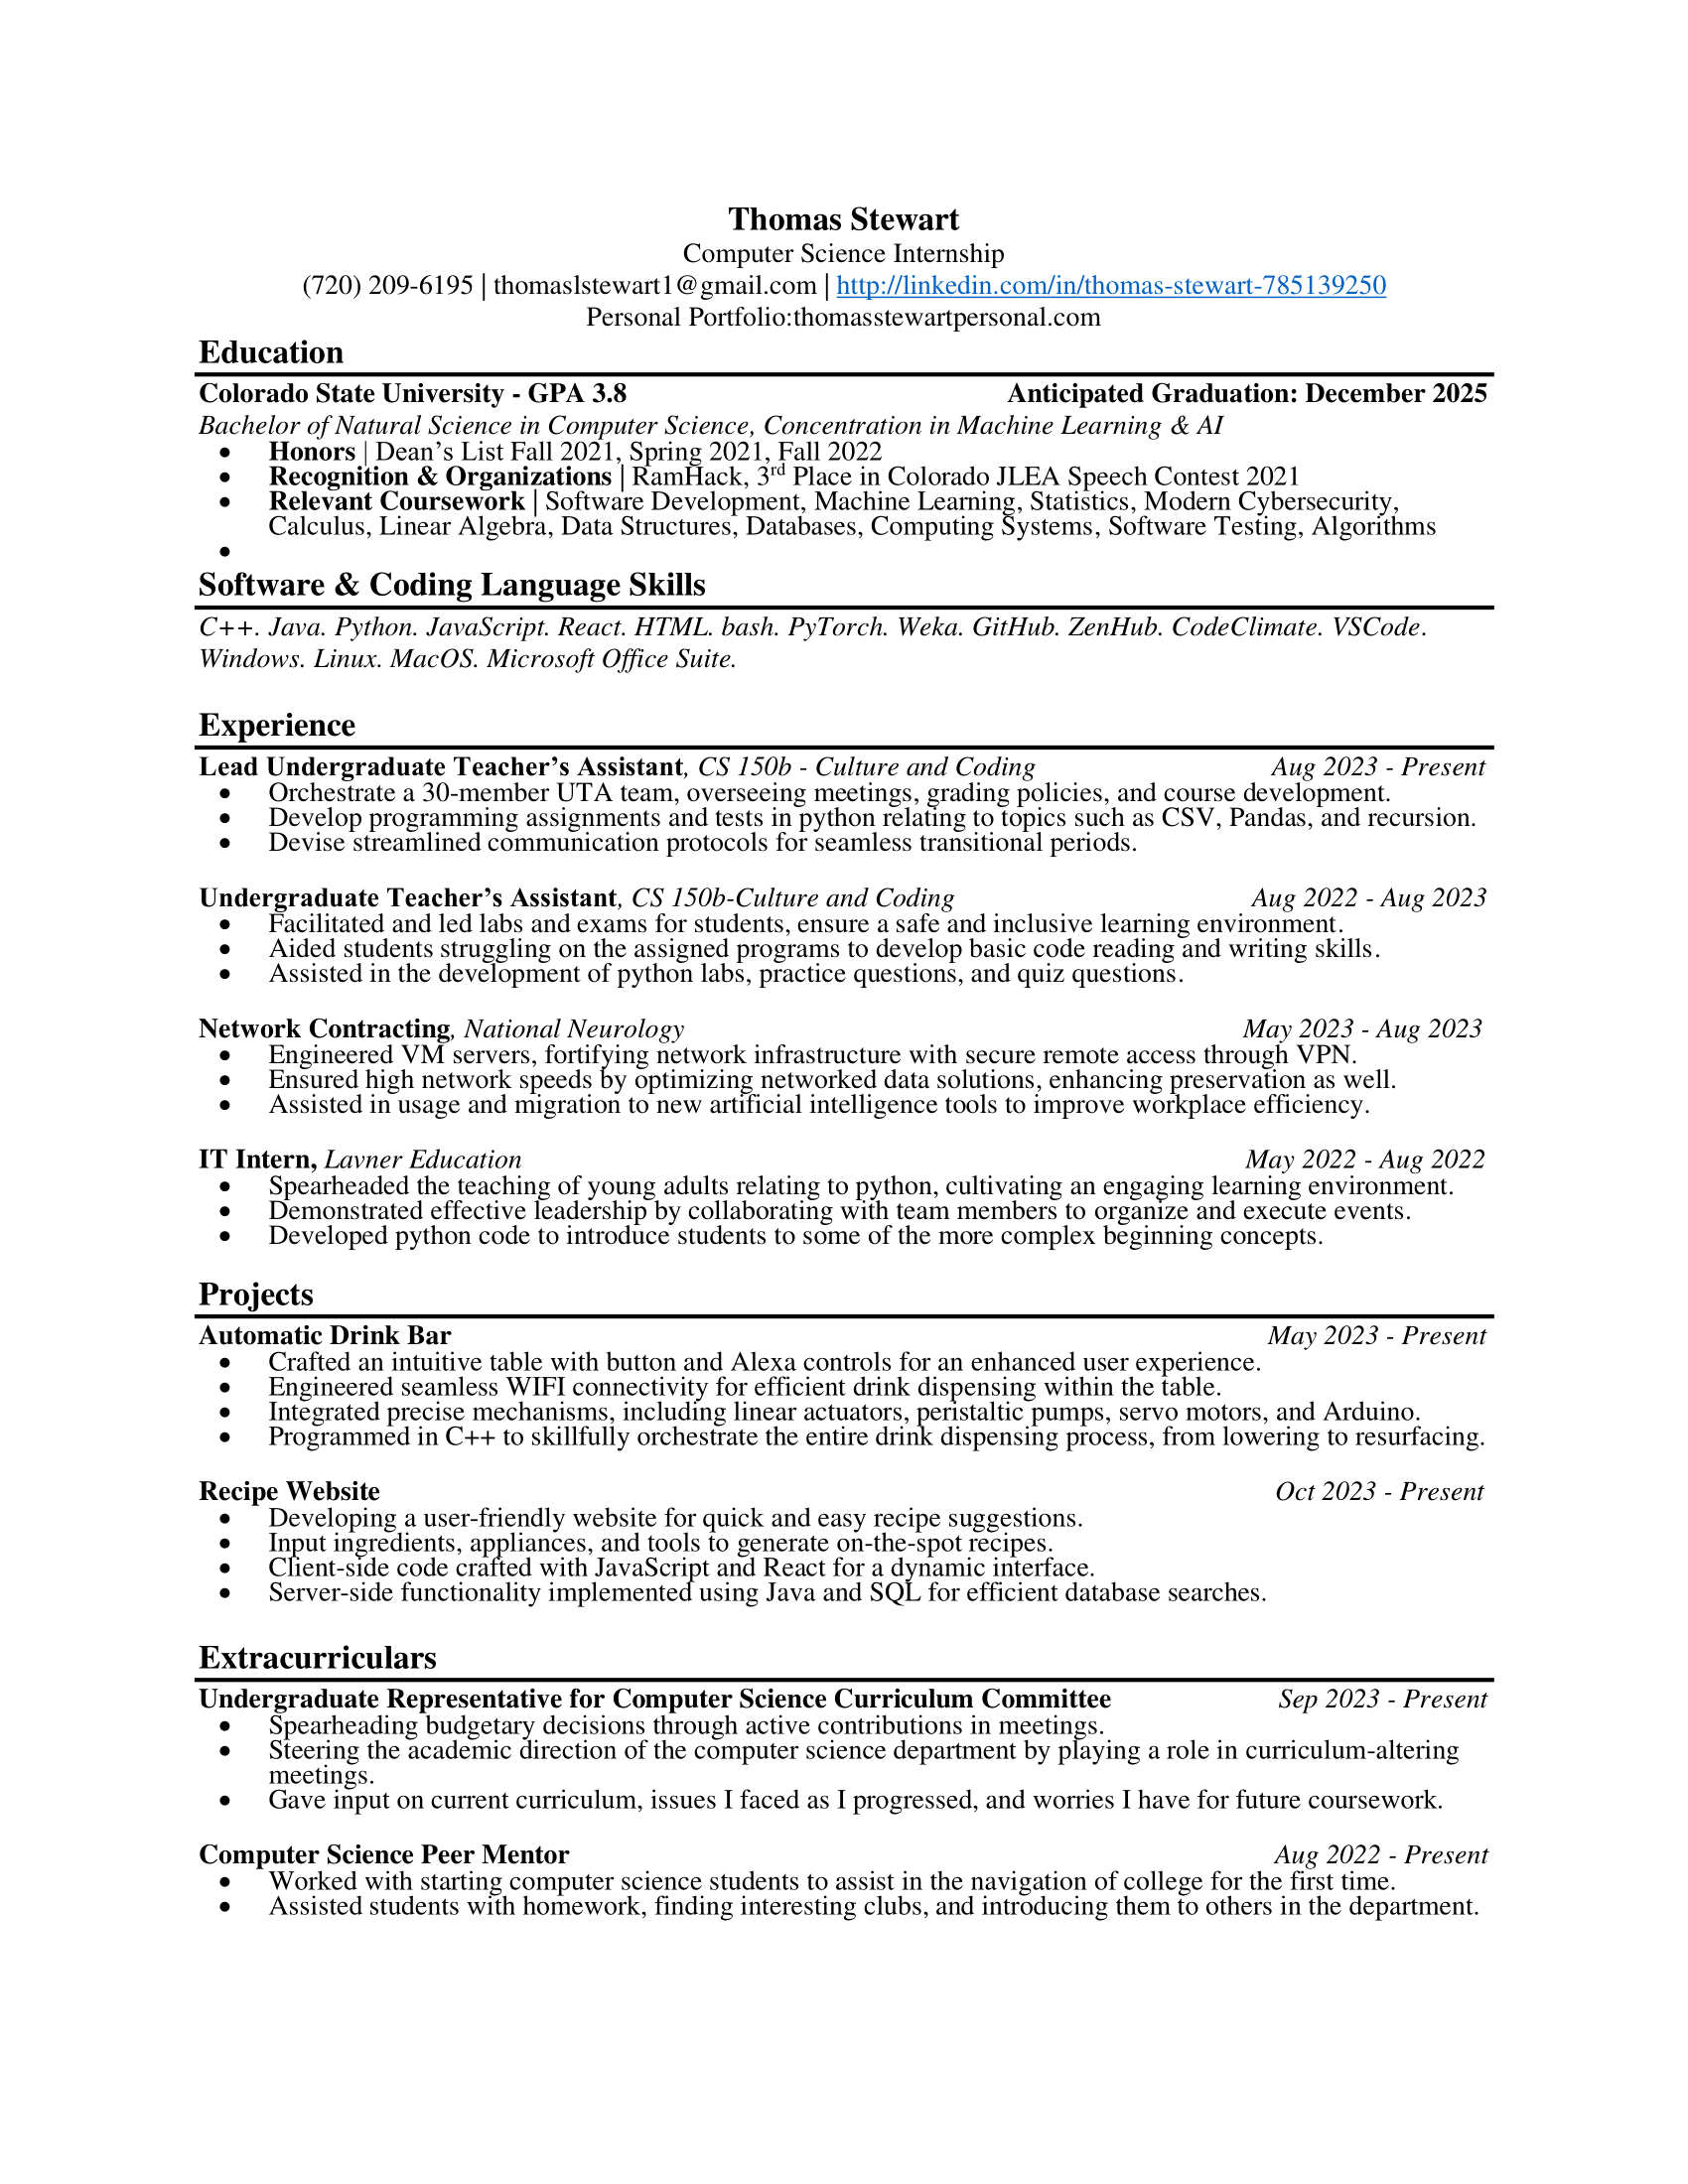 Thomas Stewart
Computer Science Internship
(720) 209-6195 | thomaslstewart1@gmail.com | http://linkedin.com/in/thomas-stewart-785139250
Personal Portfolio:thomasstewartpersonal.com
Education
Colorado State University - GPA 3.8 Anticipated Graduation: December 2025
Bachelor of Natural Science in Computer Science, Concentration in Machine Learning & AI
• Honors | Dean’s List Fall 2021, Spring 2021, Fall 2022
• Recognition & Organizations | RamHack, 3rd Place in Colorado JLEA Speech Contest 2021
• Relevant Coursework | Software Development, Machine Learning, Statistics, Modern Cybersecurity,
Calculus, Linear Algebra, Data Structures, Databases, Computing Systems, Software Testing, Algorithms
•
Software & Coding Language Skills
C++. Java. Python. JavaScript. React. HTML. bash. PyTorch. Weka. GitHub. ZenHub. CodeClimate. VSCode.
Windows. Linux. MacOS. Microsoft Office Suite.
Experience
Lead Undergraduate Teacher’s Assistant, CS 150b - Culture and Coding Aug 2023 - Present
• Orchestrate a 30-member UTA team, overseeing meetings, grading policies, and course development.
• Develop programming assignments and tests in python relating to topics such as CSV, Pandas, and recursion.
• Devise streamlined communication protocols for seamless transitional periods.
Undergraduate Teacher’s Assistant, CS 150b-Culture and Coding Aug 2022 - Aug 2023
• Facilitated and led labs and exams for students, ensure a safe and inclusive learning environment.
• Aided students struggling on the assigned programs to develop basic code reading and writing skills.
• Assisted in the development of python labs, practice questions, and quiz questions.
Network Contracting, National Neurology May 2023 - Aug 2023
• Engineered VM servers, fortifying network infrastructure with secure remote access through VPN.
• Ensured high network speeds by optimizing networked data solutions, enhancing preservation as well.
• Assisted in usage and migration to new artificial intelligence tools to improve workplace efficiency.
IT Intern, Lavner Education May 2022 - Aug 2022
• Spearheaded the teaching of young adults relating to python, cultivating an engaging learning environment.
• Demonstrated effective leadership by collaborating with team members to organize and execute events.
• Developed python code to introduce students to some of the more complex beginning concepts.
Projects
Automatic Drink Bar May 2023 - Present
• Crafted an intuitive table with button and Alexa controls for an enhanced user experience.
• Engineered seamless WIFI connectivity for efficient drink dispensing within the table.
• Integrated precise mechanisms, including linear actuators, peristaltic pumps, servo motors, and Arduino.
• Programmed in C++ to skillfully orchestrate the entire drink dispensing process, from lowering to resurfacing.
Recipe Website Oct 2023 - Present
• Developing a user-friendly website for quick and easy recipe suggestions.
• Input ingredients, appliances, and tools to generate on-the-spot recipes.
• Client-side code crafted with JavaScript and React for a dynamic interface.
• Server-side functionality implemented using Java and SQL for efficient database searches.
Extracurriculars
Undergraduate Representative for Computer Science Curriculum Committee Sep 2023 - Present
• Spearheading budgetary decisions through active contributions in meetings.
• Steering the academic direction of the computer science department by playing a role in curriculum-altering
meetings.
• Gave input on current curriculum, issues I faced as I progressed, and worries I have for future coursework.
Computer Science Peer Mentor Aug 2022 - Present
• Worked with starting computer science students to assist in the navigation of college for the first time.
• Assisted students with homework, finding interesting clubs, and introducing them to others in the department.